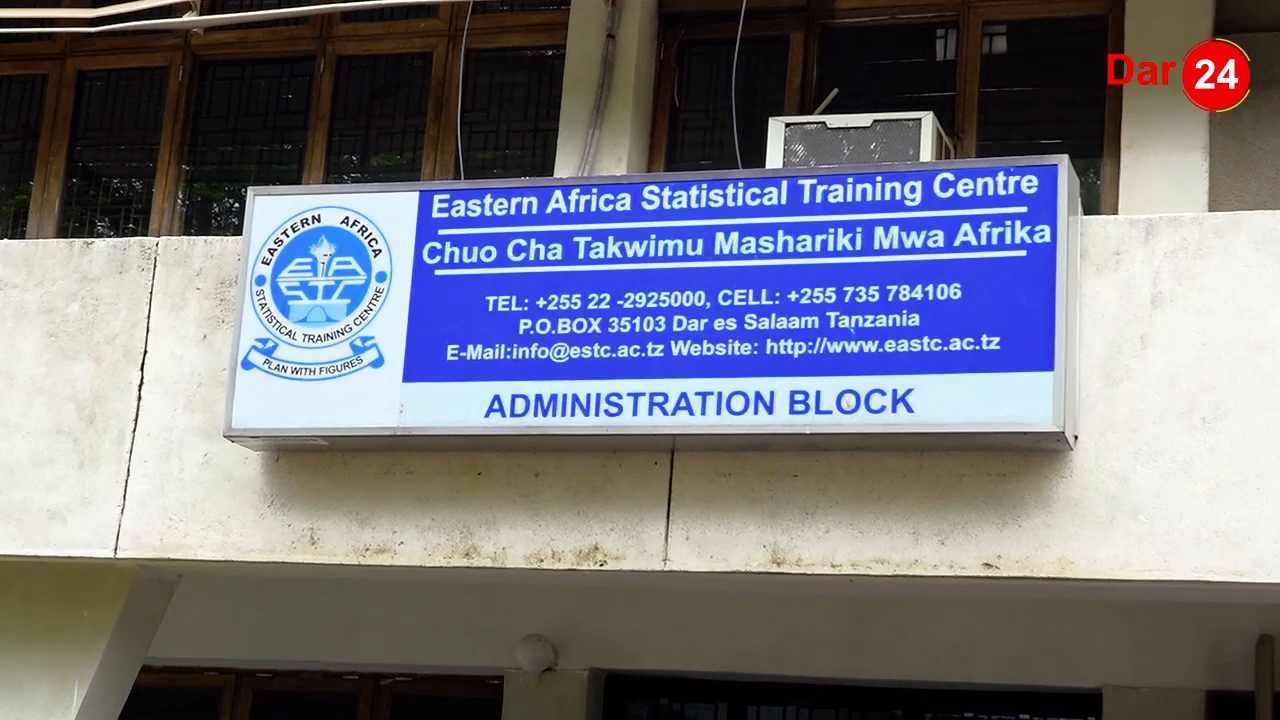 Dar 24
Eastern Africa Statistical Training Centre
Chuo Cha Takwimu Mashariki Mwa Afrika
TEL: +255 22 -2925000, CELL: +255 735 784106
P.O.BOX 35103 Dar es Salaam Tanzania
E-Mail:info@estc.ac.tz Website: http://www.eastc.ac.tz
ADMINISTRATION BLOCK
EASTERN AFRICA
EASTC
STATISTICAL TRAINING CENTRE
PLAN WITH FIGURES